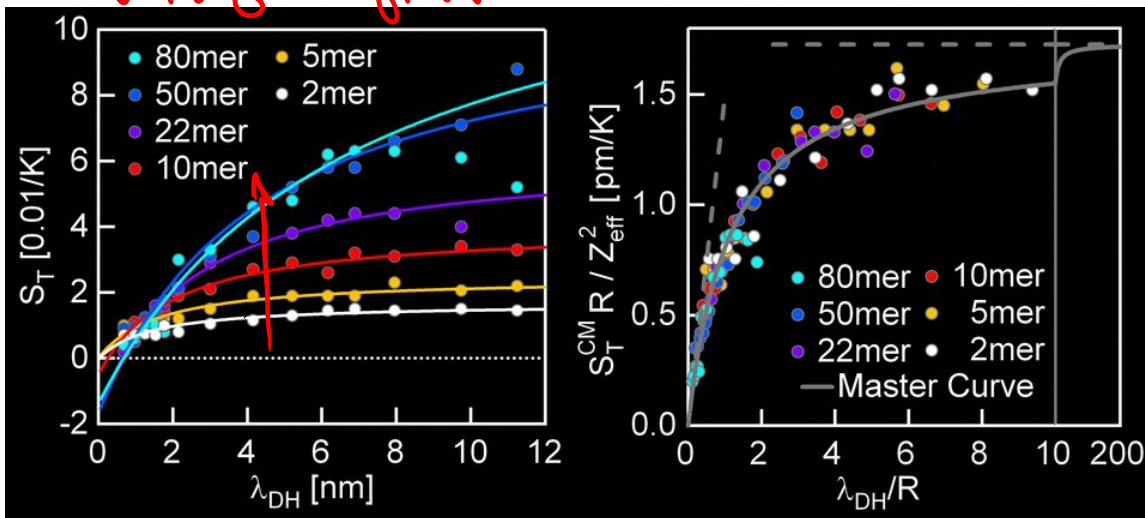 10
8
6
4
2
0
-2
S_T [0.01/K]
80mer
5mer
50mer
2mer
22mer
10mer
0 2 4 6 8 10 12
λ_DH [nm]
1.5
1.0
0.5
0.0
S_T^CM R / Z_eff^2 [pm/K]
80mer 10mer
50mer 5mer
22mer 2mer
Master Curve
0 2 4 6 8 10 200
λ_DH/R